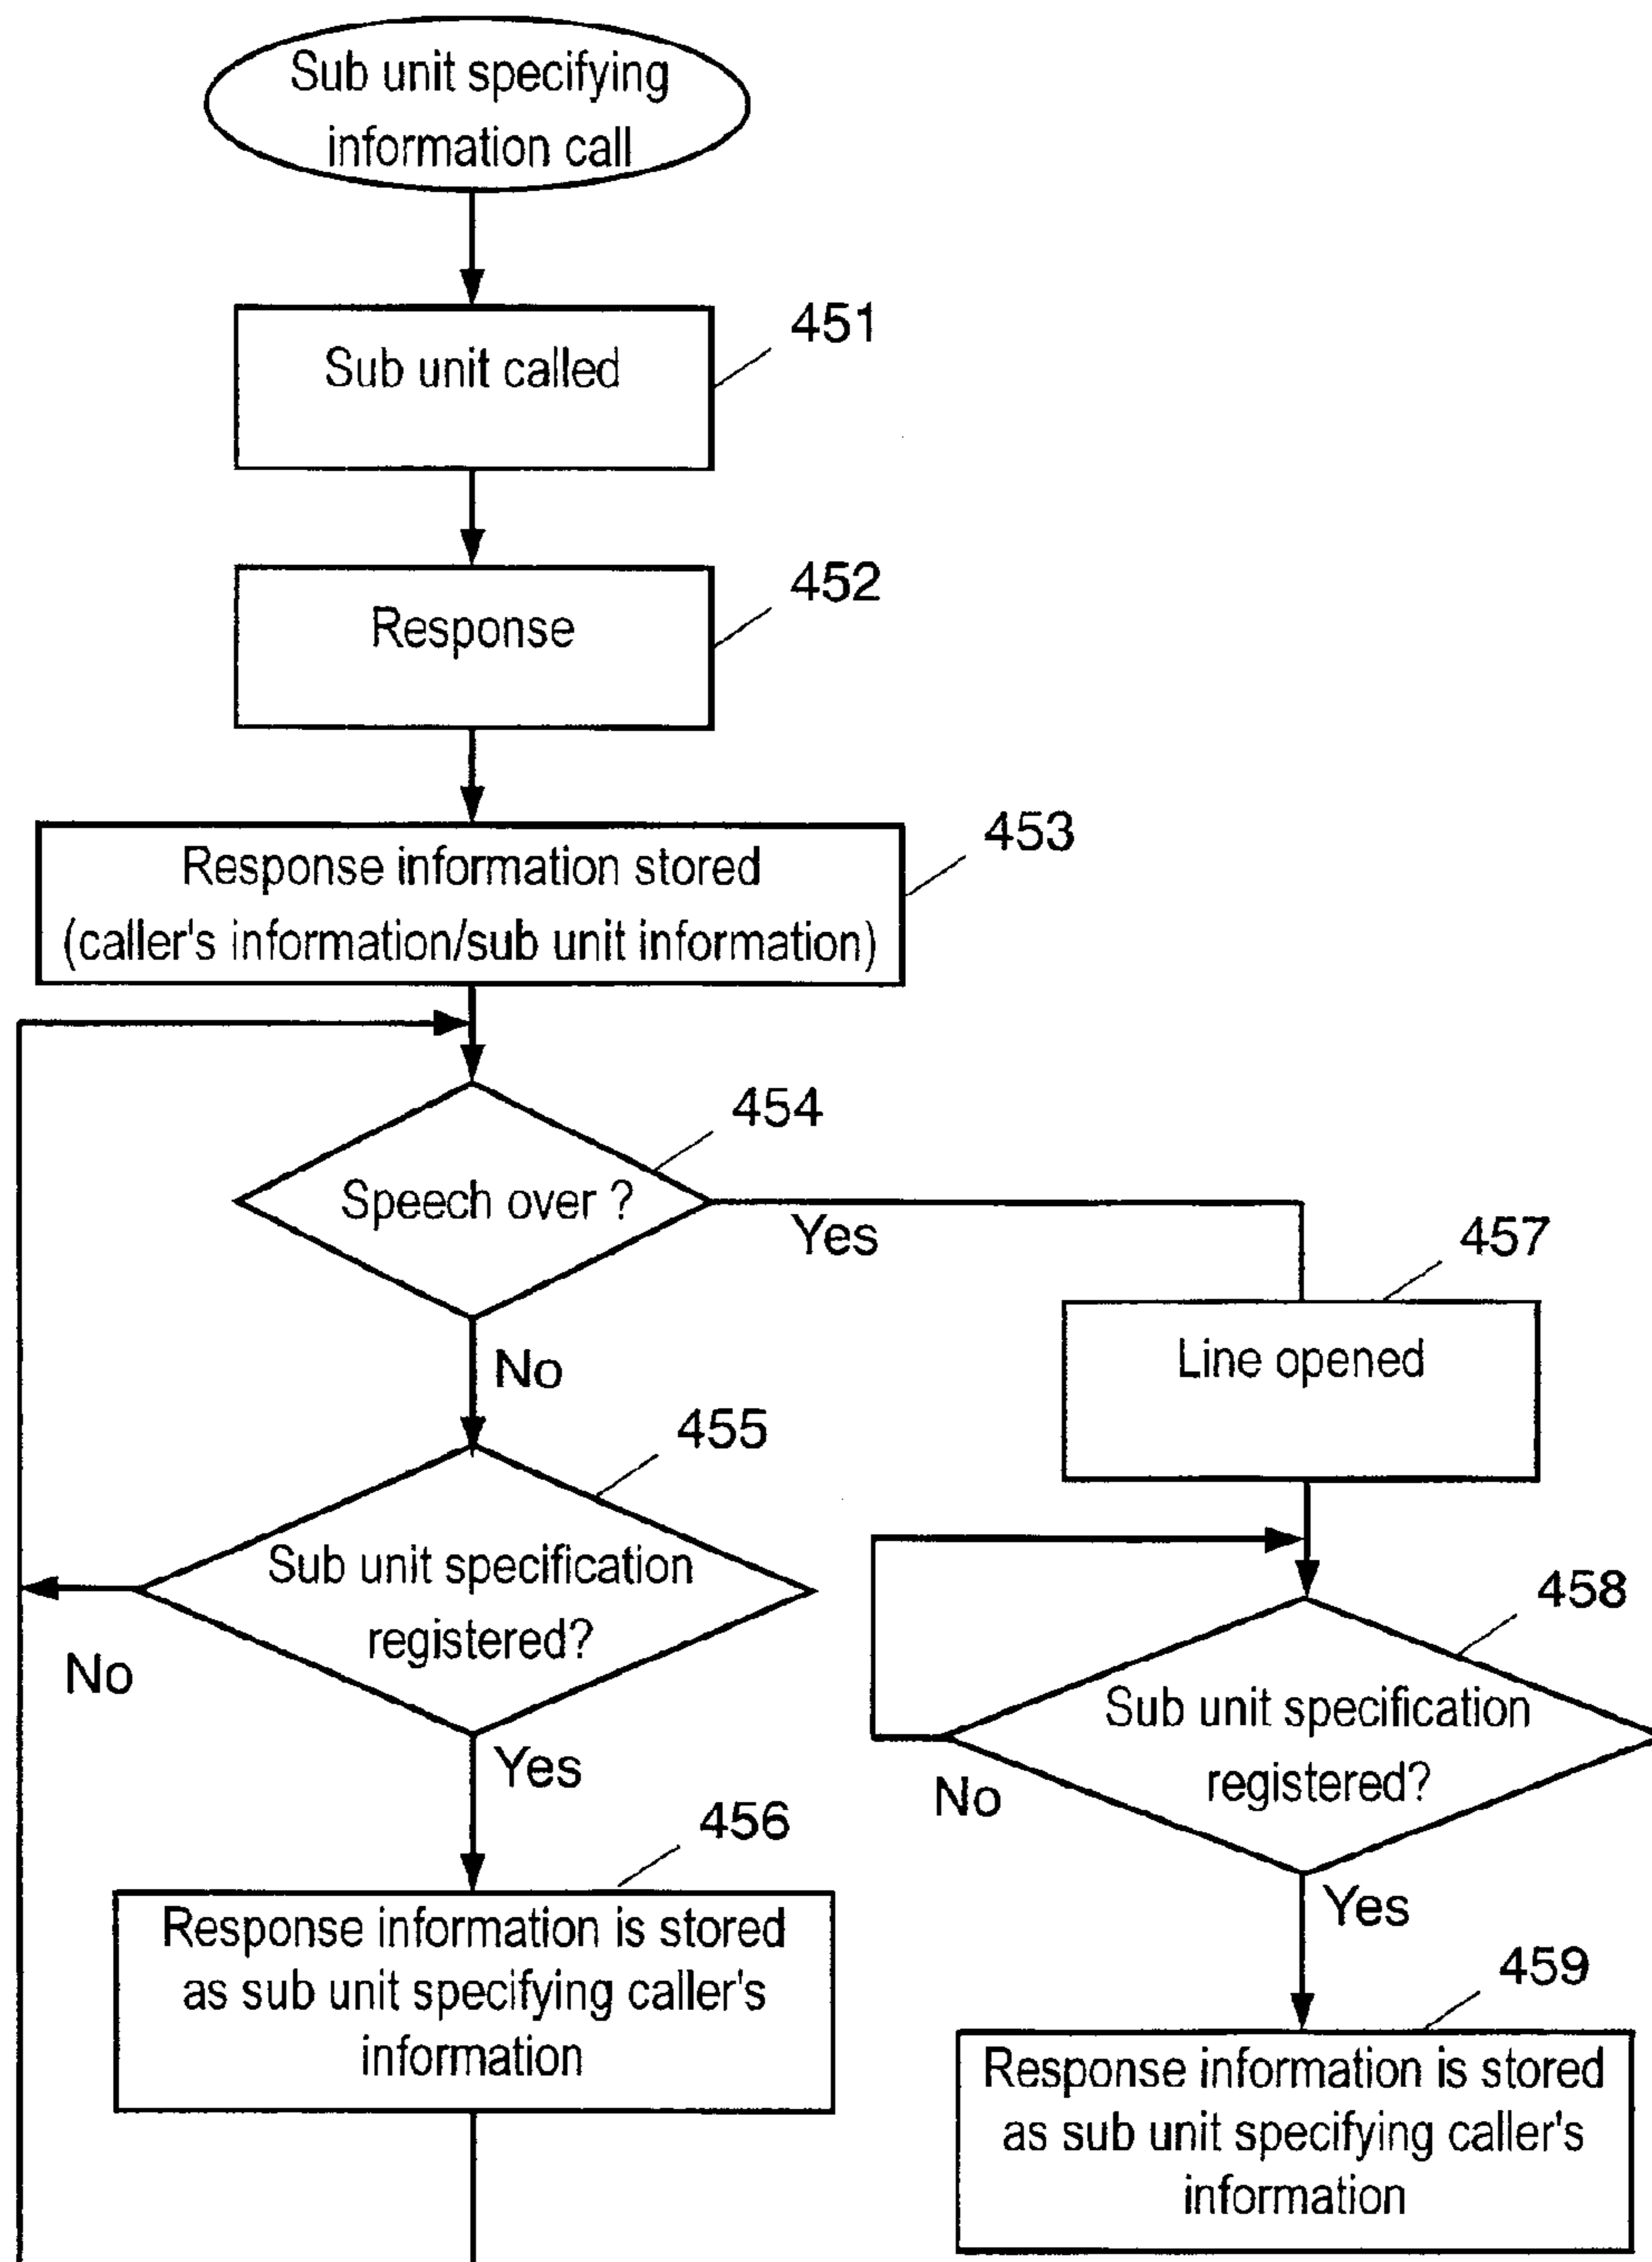 Sub unit specifying
information call
451
Sub unit called
452
Response
453
Response information stored
(caller's information/sub unit information)
454
Speech over ?
Yes
No
457
Line opened
455
Sub unit specification
registered?
No
Yes
458
Sub unit specification
registered?
No
Yes
456
Response information is stored
as sub unit specifying caller's
information
459
Response information is stored
as sub unit specifying caller's
information